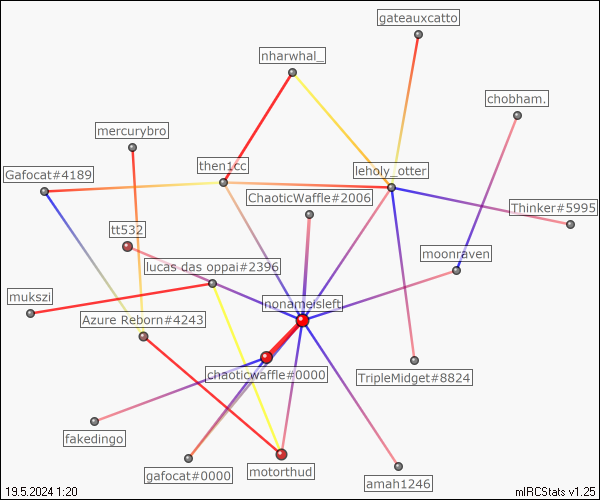 gateauxcatto
nharwhal_
chobham.
mercurybro
then1cc
leholy_otter
Gafocat#4189
ChaoticWaffle#2006
Thinker#5995
tt532
moonraven
lucas das oppai#2396
mukszi
nonameisleft
Azure Reborn#4243
chaoticwaffle#0000
TripleMidget#8824
fakedingo
gafocat#0000
motorthud
amah1246
19.5.2024 1:20
mIRCStats v1.25